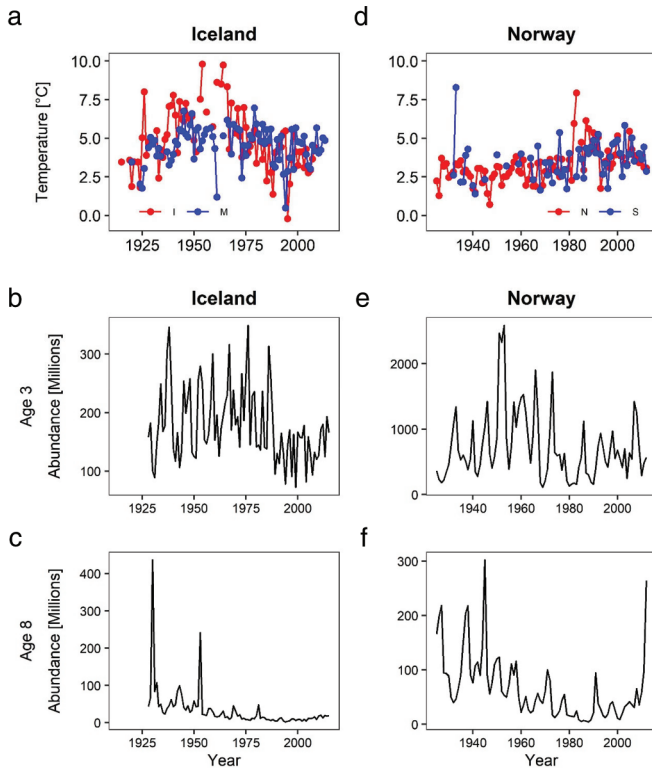 a
Iceland
Temperature [°C]
10.0
7.5
5.0
2.5
0.0
I M
1925 1950 1975 2000
d
Norway
10.0
7.5
5.0
2.5
0.0
N S
1940 1960 1980 2000
b
Iceland
Age 3
Abundance [Millions]
300
200
100
1925 1950 1975 2000
e
Norway
2000
1000
0
1940 1960 1980 2000
c
Age 8
Abundance [Millions]
400
300
200
100
0
1925 1950 1975 2000
Year
f
300
200
100
0
1940 1960 1980 2000
Year